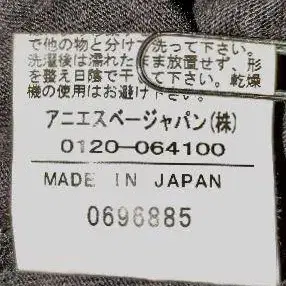 で他の物と分けて洗って下さい。
洗濯後は濡れたまま放置せず、形
を整え日陰で干して下さい。乾燥
機の使用はお避け下さい。
アニエスベージャパン(株)
0120-064100
MADE IN JAPAN
0696885